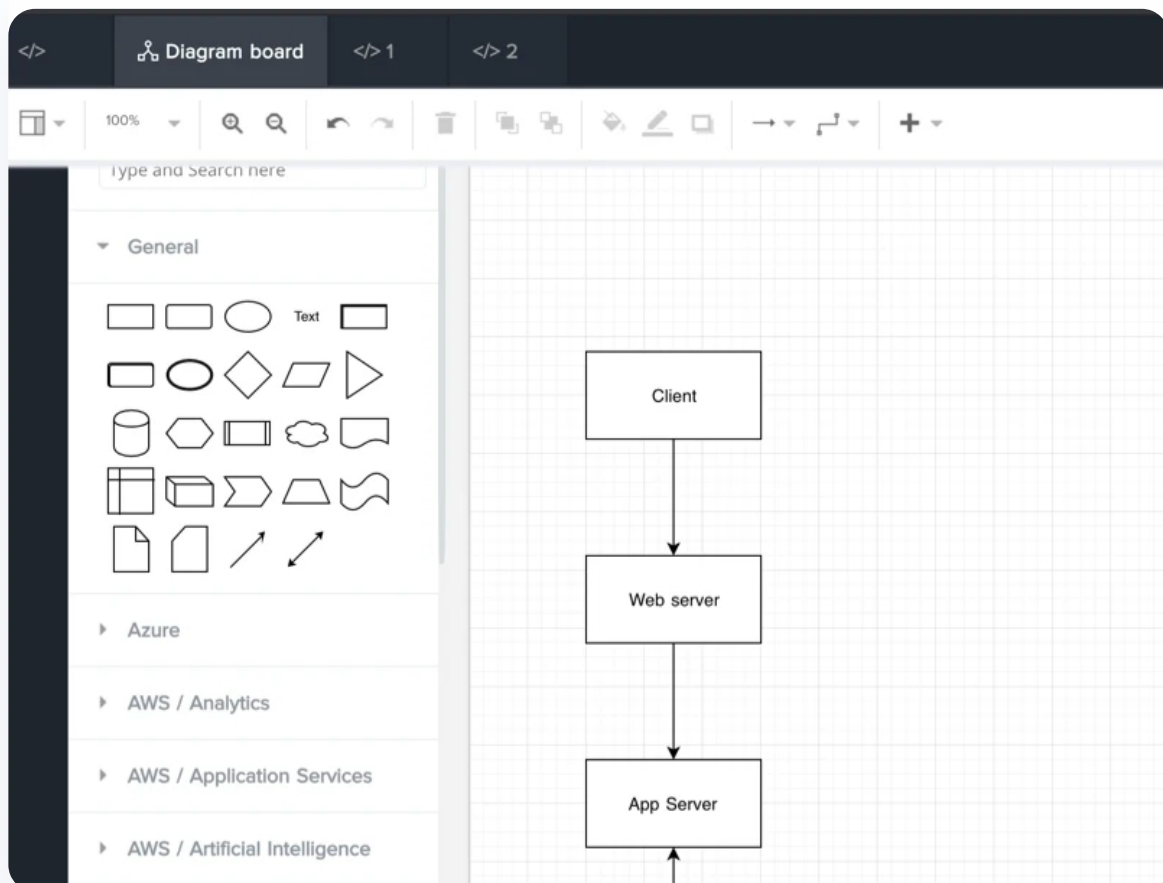 </> Diagram board </> 1 </> 2
100%
Type and Search here
General
Text
Azure
AWS / Analytics
AWS / Application Services
AWS / Artificial Intelligence
Client
Web server
App Server